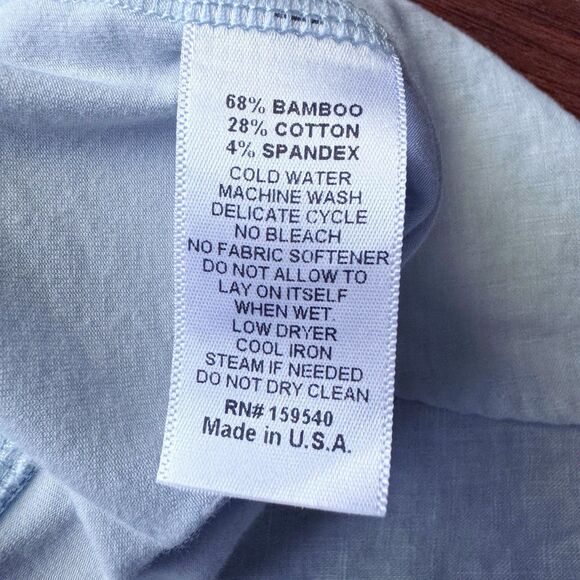 68% BAMBOO
28% COTTON
4% SPANDEX
COLD WATER
MACHINE WASH
DELICATE CYCLE
NO BLEACH
NO FABRIC SOFTENER
DO NOT ALLOW TO
LAY ON ITSELF
WHEN WET.
LOW DRYER
COOL IRON
STEAM IF NEEDED
DO NOT DRY CLEAN
RN# 159540
Made in U.S.A.